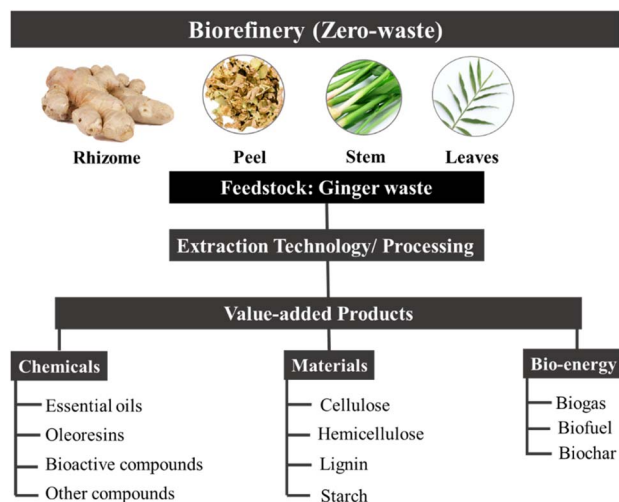 Biorefinery (Zero-waste)
Rhizome
Peel
Stem
Leaves
Feedstock: Ginger waste
Extraction Technology/ Processing
Value-added Products
Chemicals
Essential oils
Oleoresins
Bioactive compounds
Other compounds
Materials
Cellulose
Hemicellulose
Lignin
Starch
Bio-energy
Biogas
Biofuel
Biochar